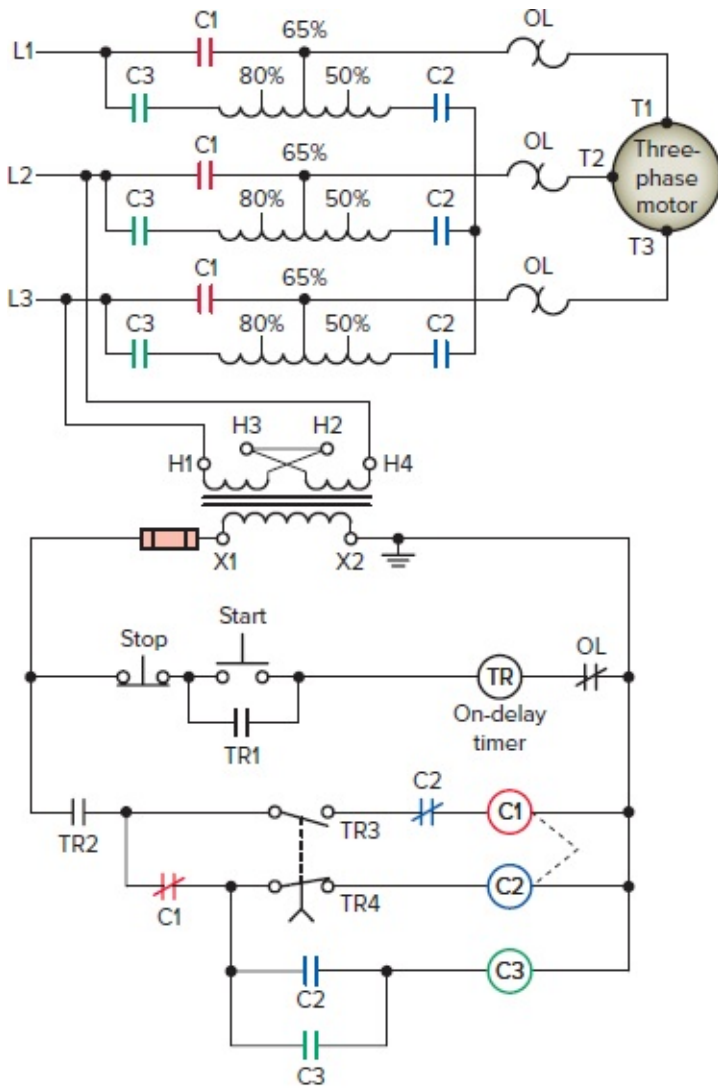 C1 65% OL
L1
C3 80% 50% C2
T1
C1 65% OL
L2 T2 Three-
phase
motor
C3 80% 50% C2
T3
C1 65% OL
L3
C3 80% 50% C2
H3 H2
H1 H4
X1 X2
Start
Stop OL
TR
On-delay
timer
TR1
C2
C1
TR2 TR3
C2
C1 TR4
C3
C2
C3